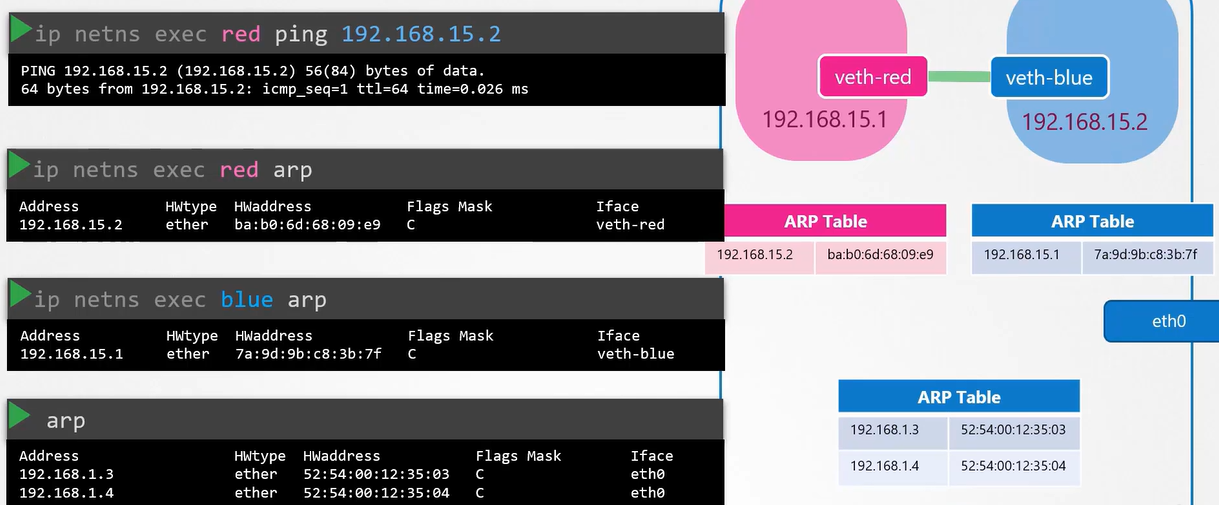 ip netns exec red ping 192.168.15.2
PING 192.168.15.2 (192.168.15.2) 56(84) bytes of data.
64 bytes from 192.168.15.2: icmp_seq=1 ttl=64 time=0.026 ms
ip netns exec red arp
Address HWtype HWaddress Flags Mask Iface
192.168.15.2 ether ba:b0:6d:68:09:e9 C veth-red
ip netns exec blue arp
Address HWtype HWaddress Flags Mask Iface
192.168.15.1 ether 7a:9d:9b:c8:3b:7f C veth-blue
arp
Address HWtype HWaddress Flags Mask Iface
192.168.1.3 ether 52:54:00:12:35:03 C eth0
192.168.1.4 ether 52:54:00:12:35:04 C eth0
veth-red veth-blue
192.168.15.1 192.168.15.2
ARP Table
192.168.15.2 ba:b0:6d:68:09:e9
ARP Table
192.168.15.1 7a:9d:9b:c8:3b:7f
eth0
ARP Table
192.168.1.3 52:54:00:12:35:03
192.168.1.4 52:54:00:12:35:04